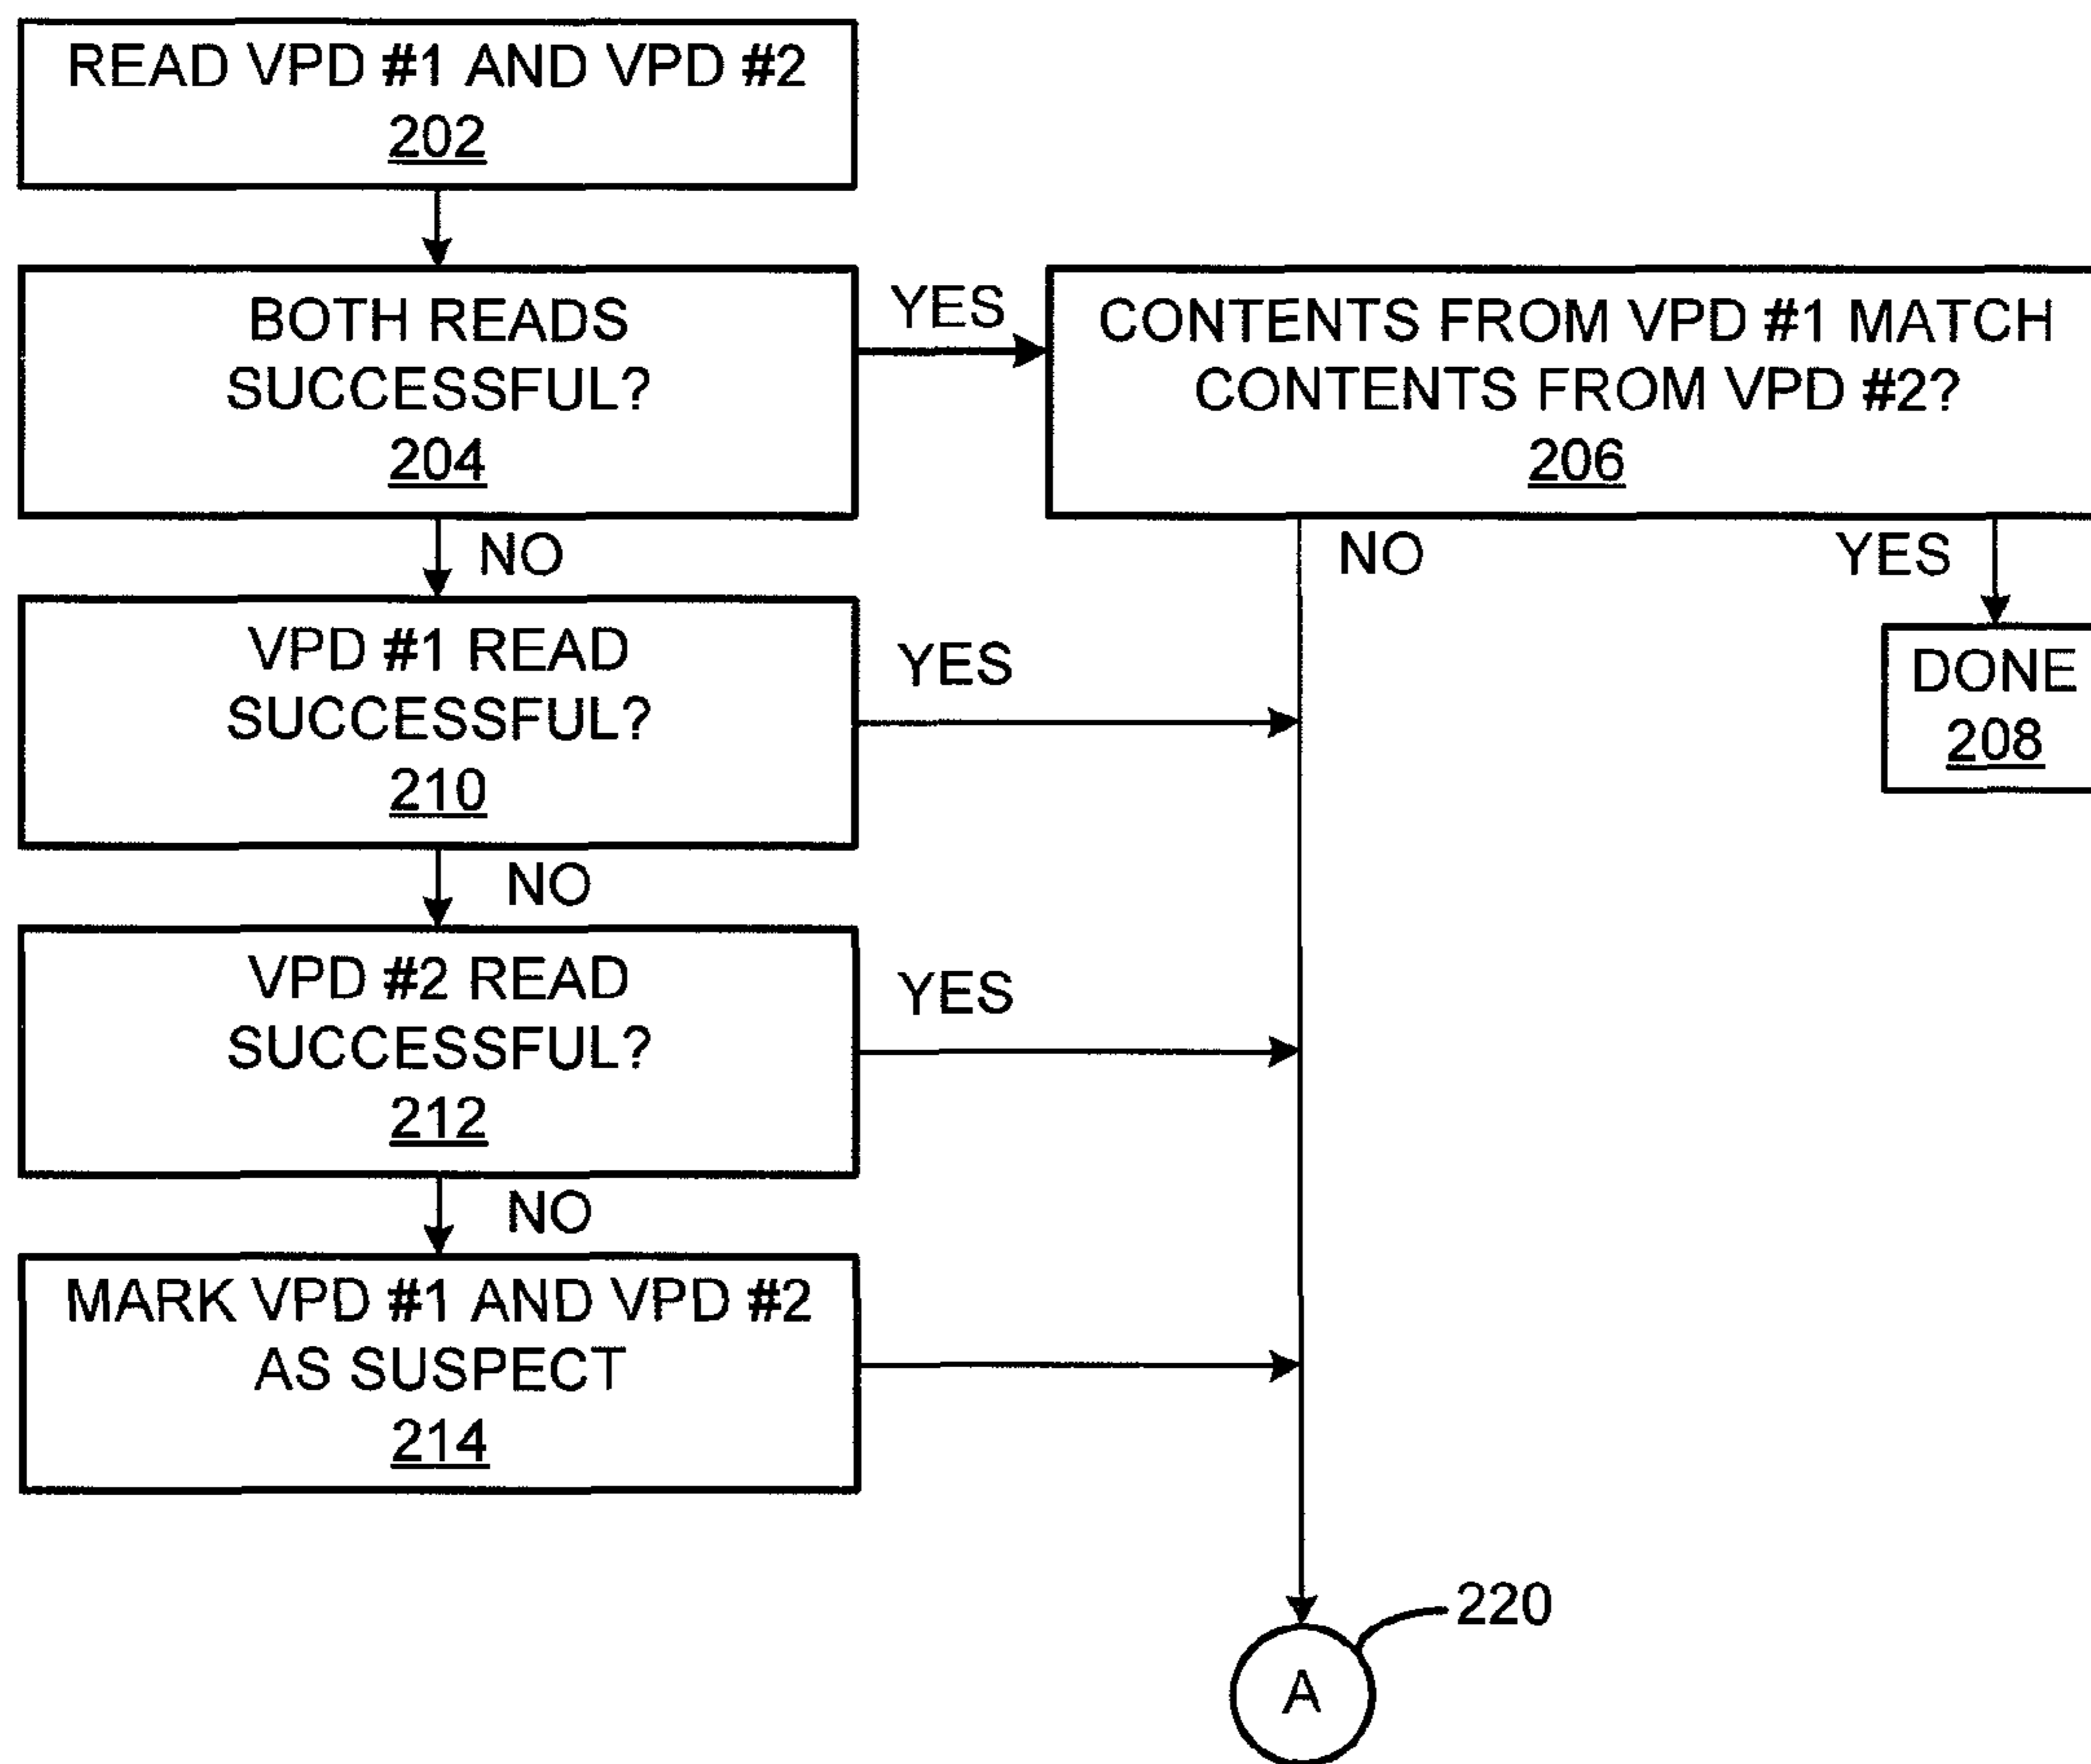 READ VPD #1 AND VPD #2
202
BOTH READS
SUCCESSFUL?
204
YES
CONTENTS FROM VPD #1 MATCH
CONTENTS FROM VPD #2?
206
NO
NO
YES
VPD #1 READ
SUCCESSFUL?
210
YES
DONE
208
NO
VPD #2 READ
SUCCESSFUL?
212
YES
NO
MARK VPD #1 AND VPD #2
AS SUSPECT
214
220
A